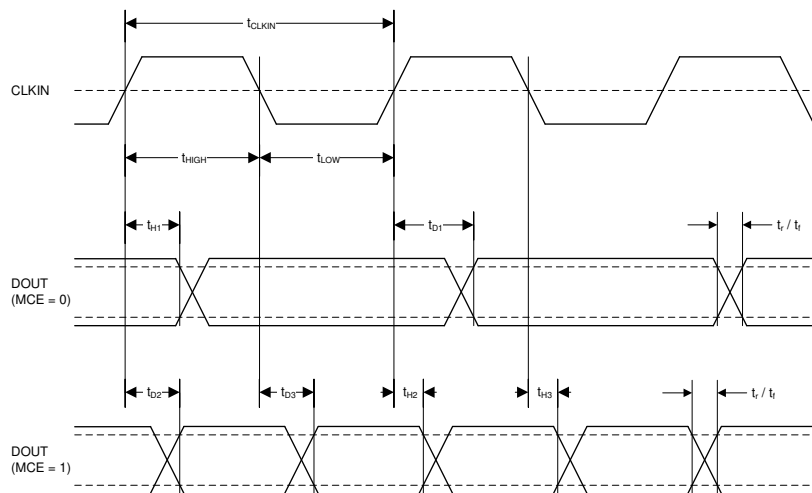 tCLKIN
CLKIN
tHIGH
tLOW
tH1
tD1
tr / tf
DOUT
(MCE = 0)
tD2
tD3
tH2
tH3
tr / tf
DOUT
(MCE = 1)